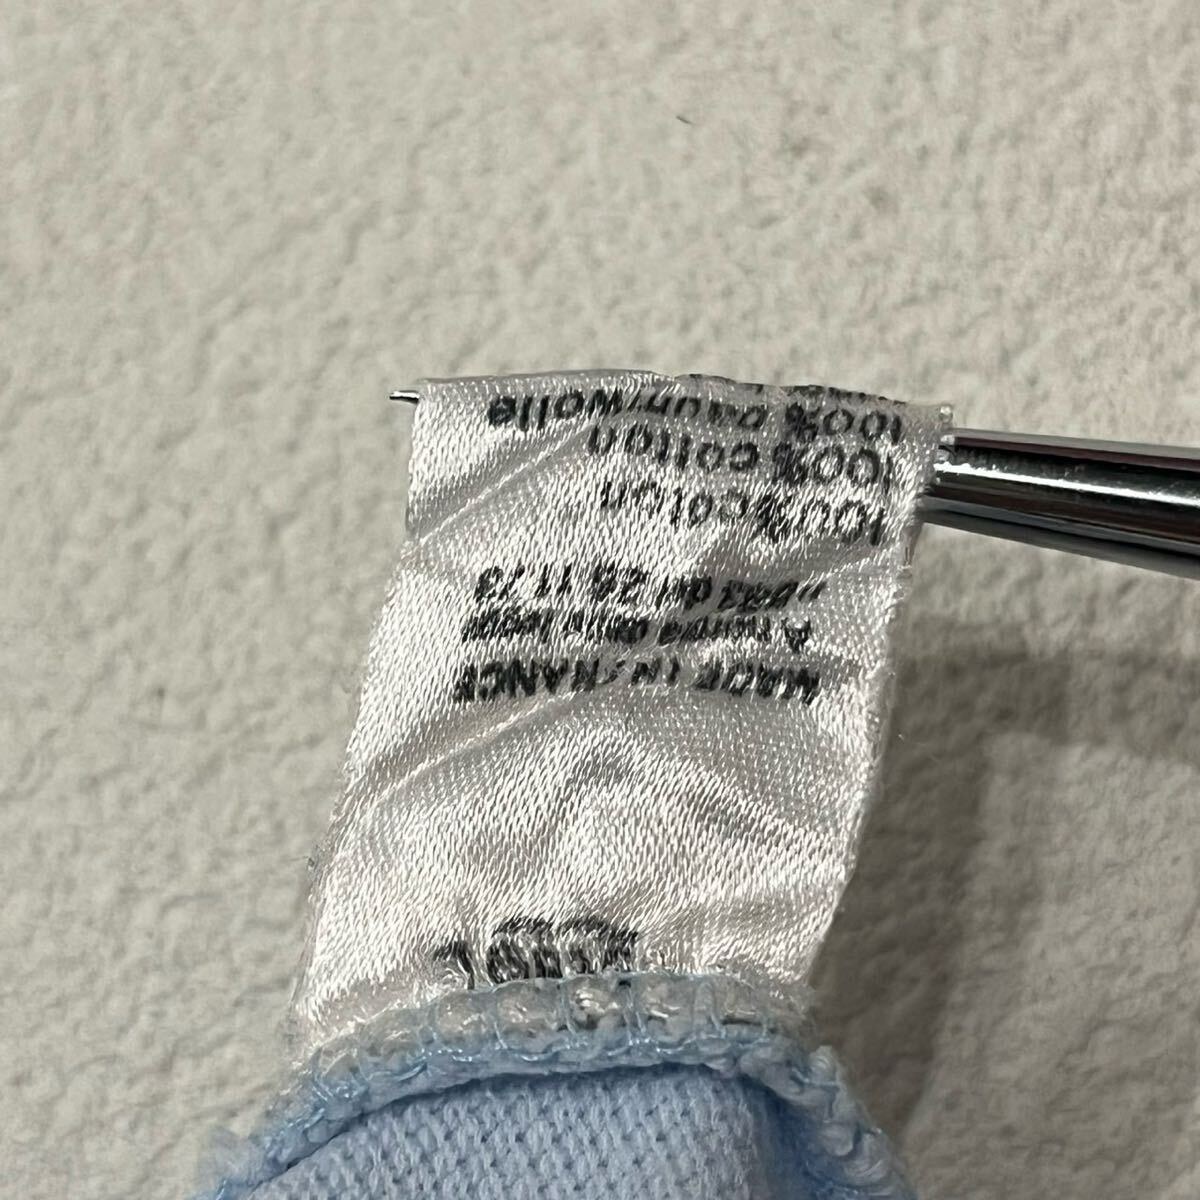 MADE IN FRANCE
A norma della legge
n 883 del 26.11.73
100% coton
100% cotton
100% baumwolle